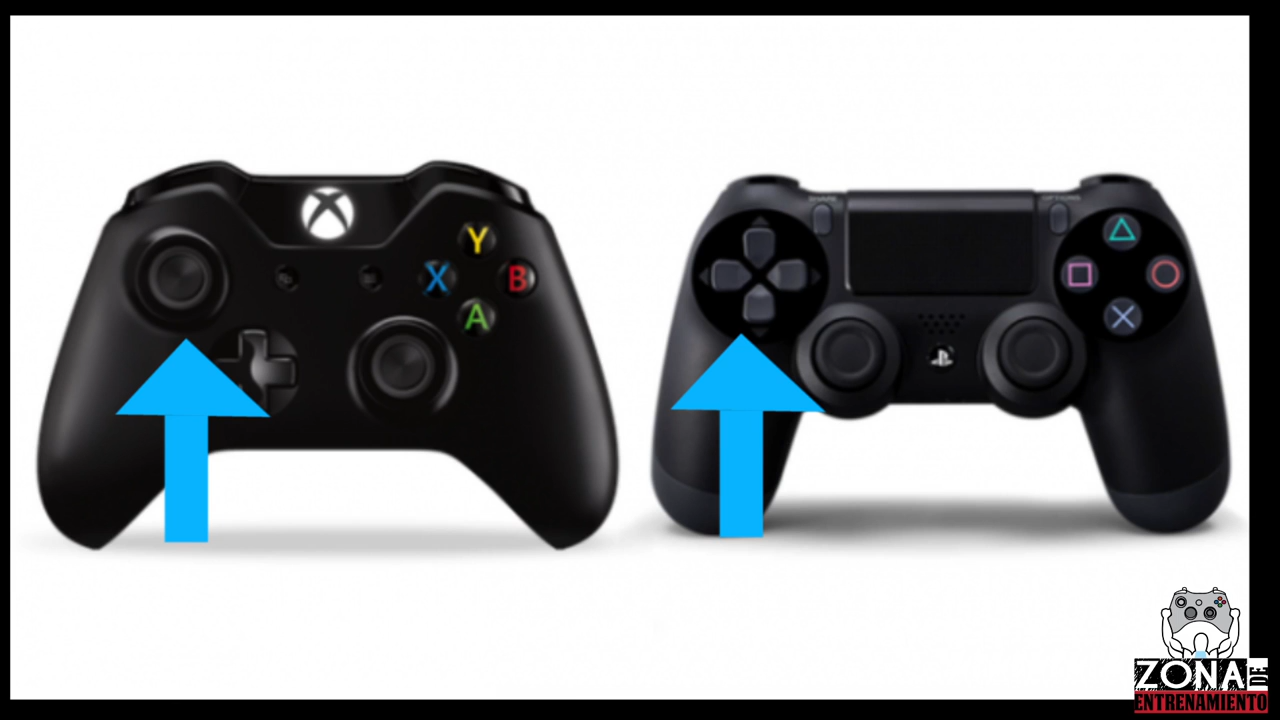 Y
X B
A
SHARE OPTIONS
ZONA DE
ENTRENAMIENTO